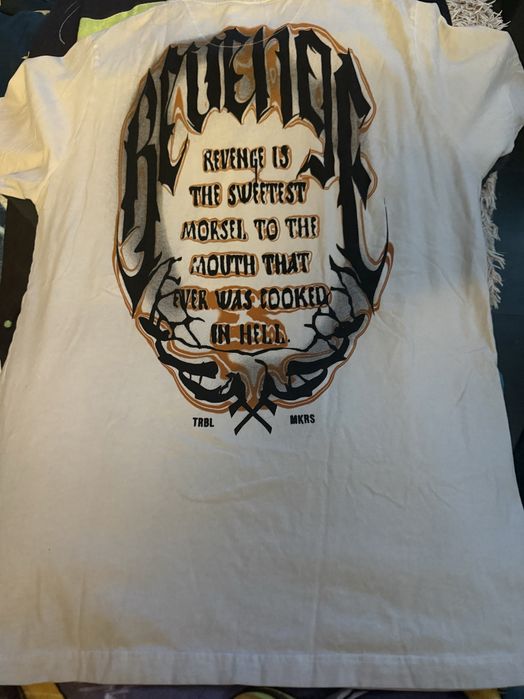 REVENGE
REVENGE IS
THE SWEETEST
MORSEL TO THE
MOUTH THAT
EVER WAS COOKED
IN HELL.
TRBL MKRS